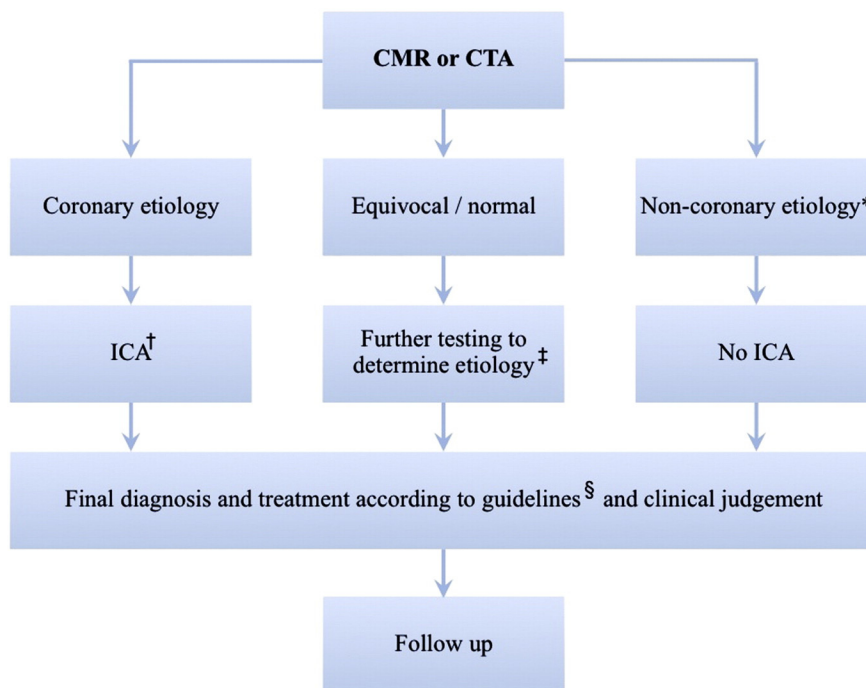 CMR or CTA
Coronary etiology
Equivocal / normal
Non-coronary etiology*
ICA†
Further testing to
determine etiology‡
No ICA
Final diagnosis and treatment according to guidelines§ and clinical judgement
Follow up